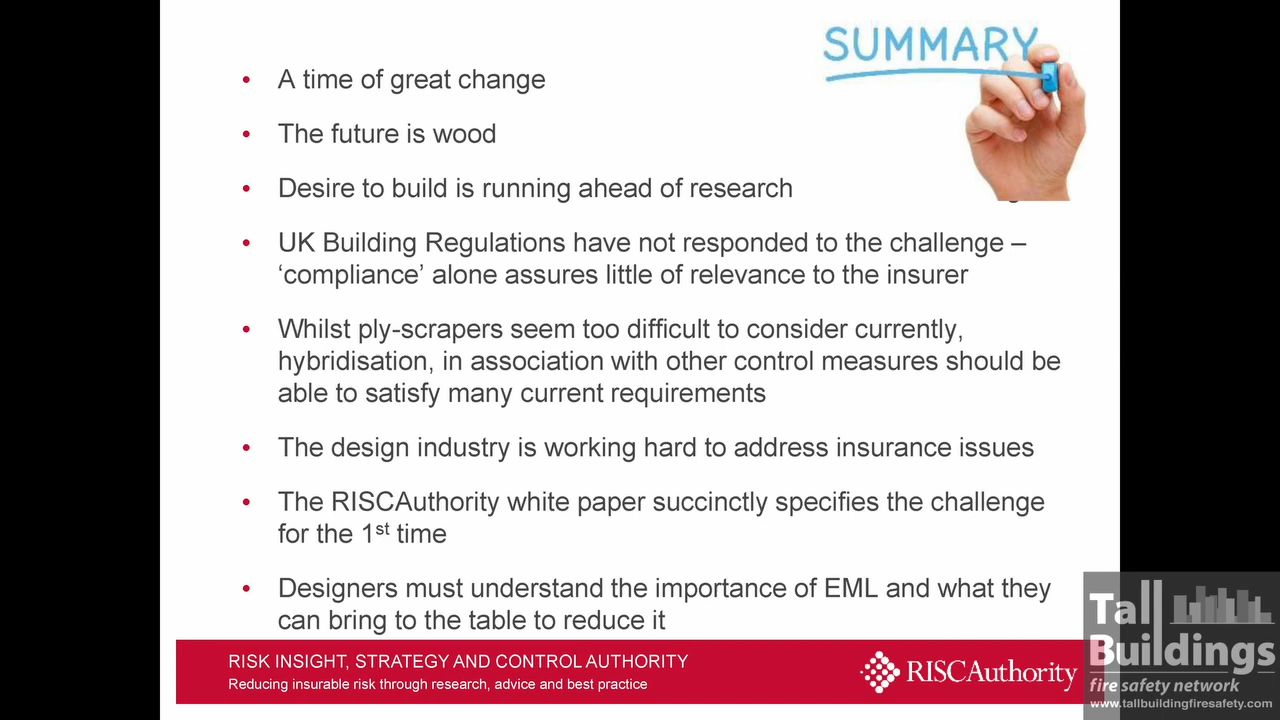 SUMMARY
• A time of great change
• The future is wood
• Desire to build is running ahead of research
• UK Building Regulations have not responded to the challenge –
‘compliance’ alone assures little of relevance to the insurer
• Whilst ply-scrapers seem too difficult to consider currently,
hybridisation, in association with other control measures should be
able to satisfy many current requirements
• The design industry is working hard to address insurance issues
• The RISCAuthority white paper succinctly specifies the challenge
for the 1st time
• Designers must understand the importance of EML and what they
can bring to the table to reduce it
RISK INSIGHT, STRATEGY AND CONTROL AUTHORITY
Reducing insurable risk through research, advice and best practice
RISCAuthority
Tall
Buildings
fire safety network
www.tallbuildingfiresafety.com